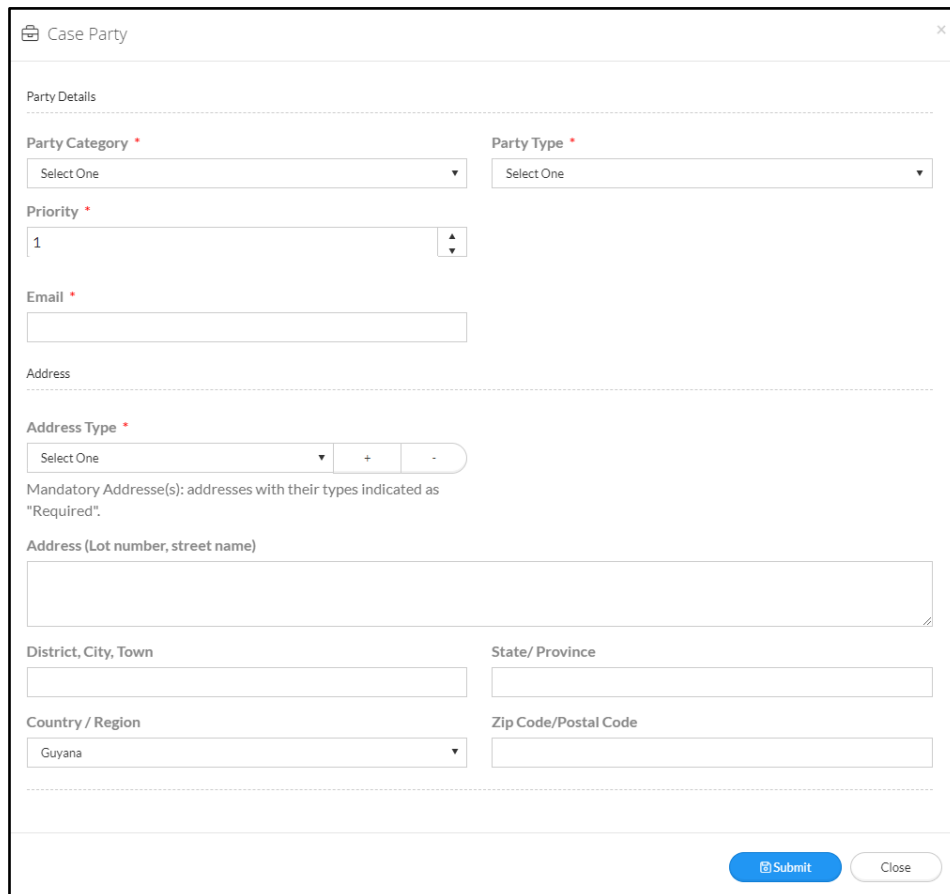 Case Party
×
Party Details
Party Category *
Party Type *
Select One
Select One
Priority *
1
Email *
Address
Address Type *
Select One
+
-
Mandatory Addresse(s): addresses with their types indicated as
"Required".
Address (Lot number, street name)
District, City, Town
State/ Province
Country / Region
Zip Code/Postal Code
Guyana
Submit
Close